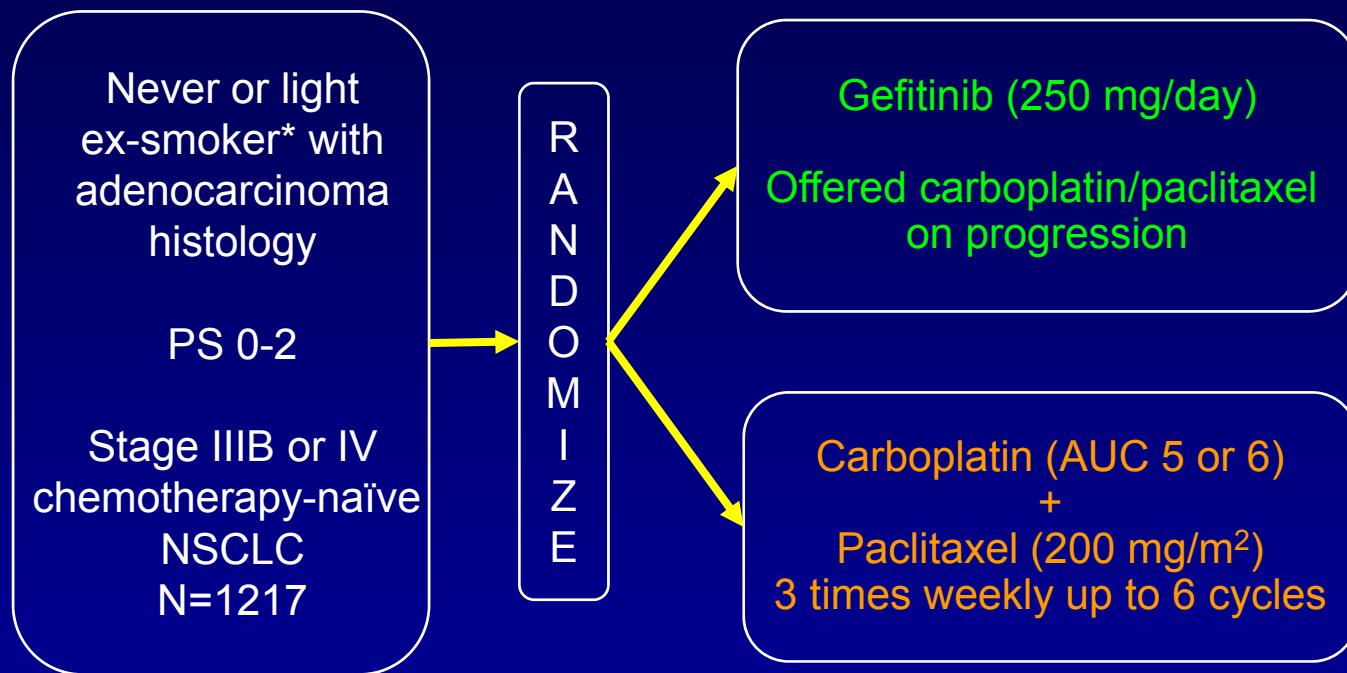 Never or light
ex-smoker* with
adenocarcinoma
histology
PS 0-2
Stage IIIB or IV
chemotherapy-naïve
NSCLC
N=1217
R
A
N
D
O
M
I
Z
E
Gefitinib (250 mg/day)
Offered carboplatin/paclitaxel
on progression
Carboplatin (AUC 5 or 6)
+
Paclitaxel (200 mg/m²)
3 times weekly up to 6 cycles